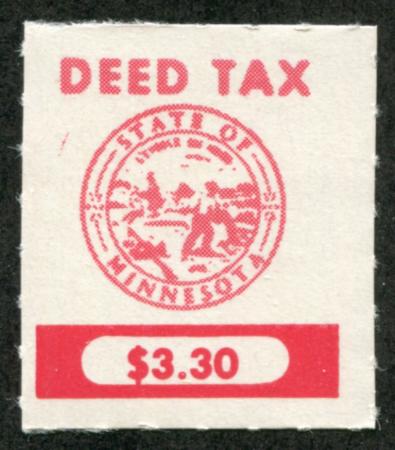 DEED TAX
STATE OF
MINNESOTA
$3.30